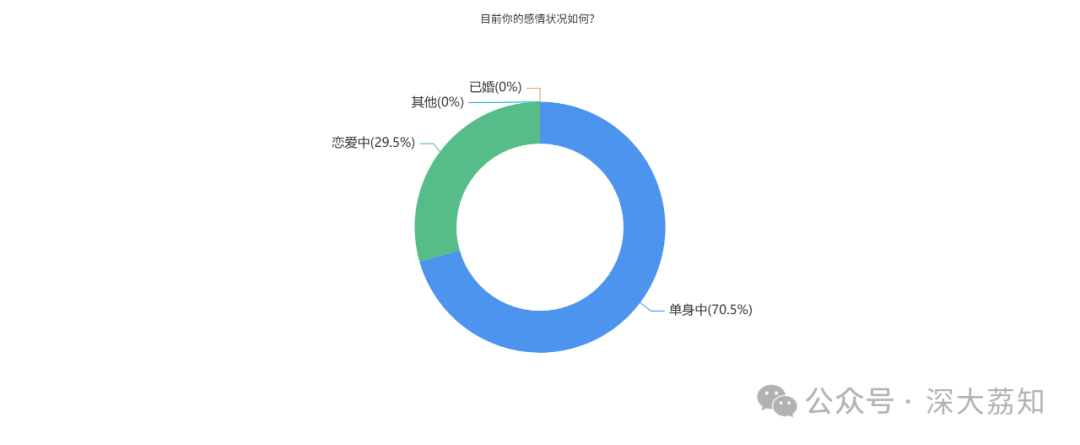 目前你的感情状况如何?
已婚(0%)
其他(0%)
恋爱中(29.5%)
单身中(70.5%)
公众号 · 深大荔知